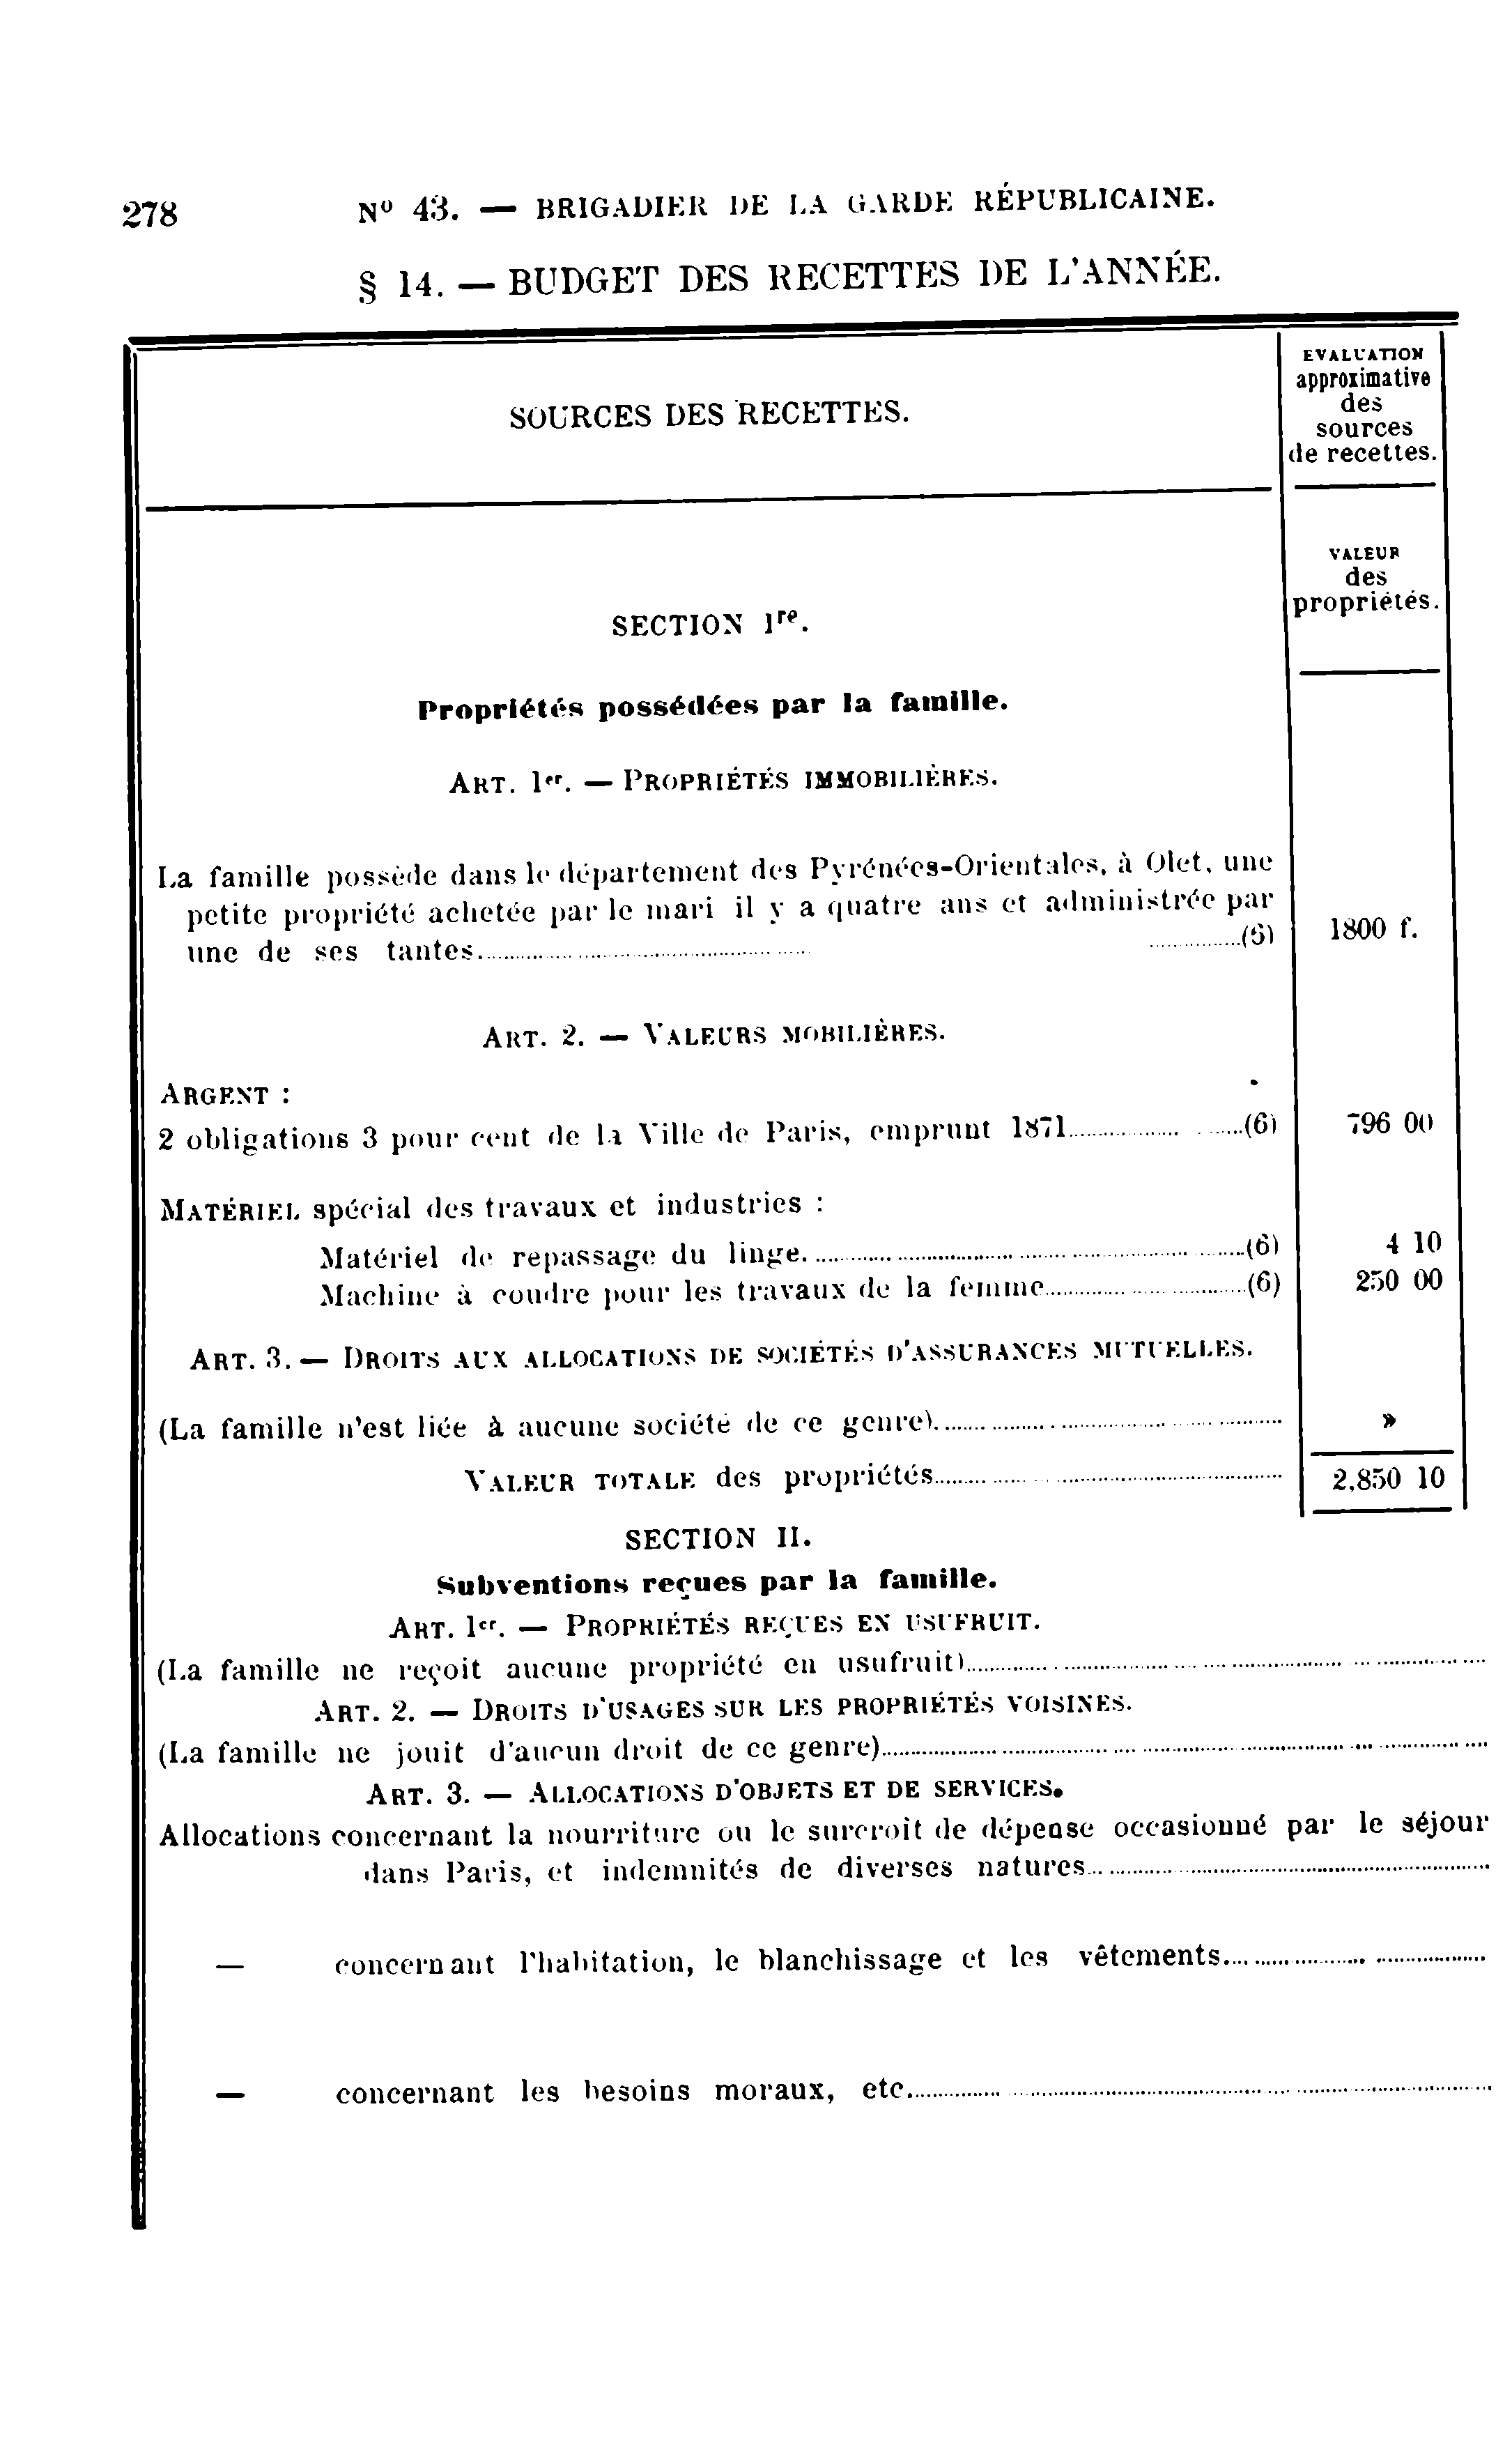 278 N° 43. — BRIGADIER DE LA GARDE RÉPUBLICAINE.
§ 14. — BUDGET DES RECETTES DE L'ANNÉE.
SOURCES DES RECETTES.
EVALUATION
approximative
des
sources
de recettes.
VALEUR
des
propriétés.
SECTION 1re.
Propriétés possédées par la famille.
ART. 1er. — PROPRIÉTÉS IMMOBILIÈRES.
La famille possède dans le département des Pyrénées-Orientales, à Olet, une
petite propriété achetée par le mari il y a quatre ans et administrée par
une de ses tantes (6) 1800 f.
ART. 2. — VALEURS MOBILIÈRES.
ARGENT :
2 obligations 3 pour cent de la Ville de Paris, emprunt 1871 (6) 796 00
MATÉRIEL spécial des travaux et industries :
Matériel de repassage du linge (6) 4 10
Machine à coudre pour les travaux de la femme (6) 250 00
ART. 3. — DROITS AUX ALLOCATIONS DE SOCIÉTÉS D'ASSURANCES MUTUELLES.
(La famille n'est liée à aucune société de ce genre) »
VALEUR TOTALE des propriétés 2,850 10
SECTION II.
Subventions reçues par la famille.
ART. 1er. — PROPRIÉTÉS REÇUES EN USUFRUIT.
(La famille ne reçoit aucune propriété en usufruit)
ART. 2. — DROITS D'USAGES SUR LES PROPRIÉTÉS VOISINES.
(La famille ne jouit d'aucun droit de ce genre)
ART. 3. — ALLOCATIONS D'OBJETS ET DE SERVICES.
Allocations concernant la nourriture ou le surcroit de dépense occasionné par le séjour
dans Paris, et indemnités de diverses natures
— concernant l'habitation, le blanchissage et les vêtements
— concernant les besoins moraux, etc